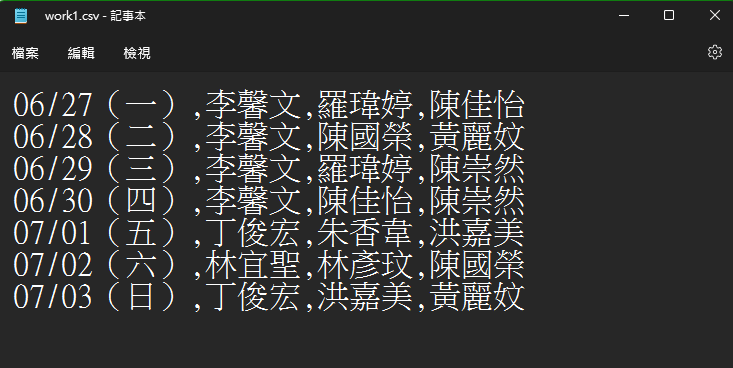 work1.csv - 記事本
檔案 編輯 檢視
06/27（一）,李馨文,羅瑋婷,陳佳怡
06/28（二）,李馨文,陳國榮,黃麗妏
06/29（三）,李馨文,羅瑋婷,陳崇然
06/30（四）,李馨文,陳佳怡,陳崇然
07/01（五）,丁俊宏,朱香韋,洪嘉美
07/02（六）,林宜聖,林彥玟,陳國榮
07/03（日）,丁俊宏,洪嘉美,黃麗妏